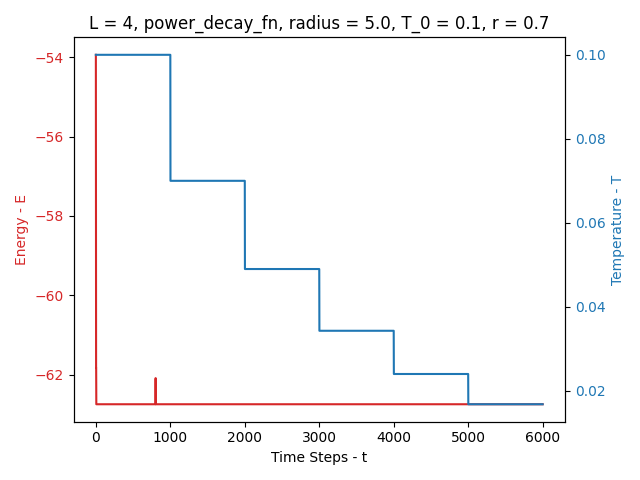 L = 4, power_decay_fn, radius = 5.0, T_0 = 0.1, r = 0.7
Energy - E
−54
−56
−58
−60
−62
0.10
0.08
0.06
0.04
0.02
Temperature - T
0 1000 2000 3000 4000 5000 6000
Time Steps - t